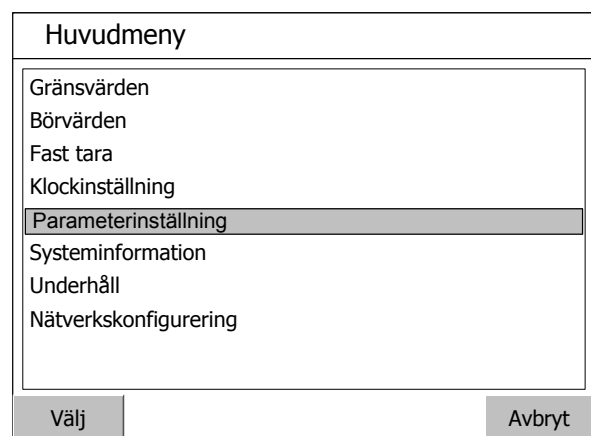 Huvudmeny
Gränsvärden
Börvärden
Fast tara
Klockinställning
Parameterinställning
Systeminformation
Underhåll
Nätverkskonfigurering
Välj
Avbryt